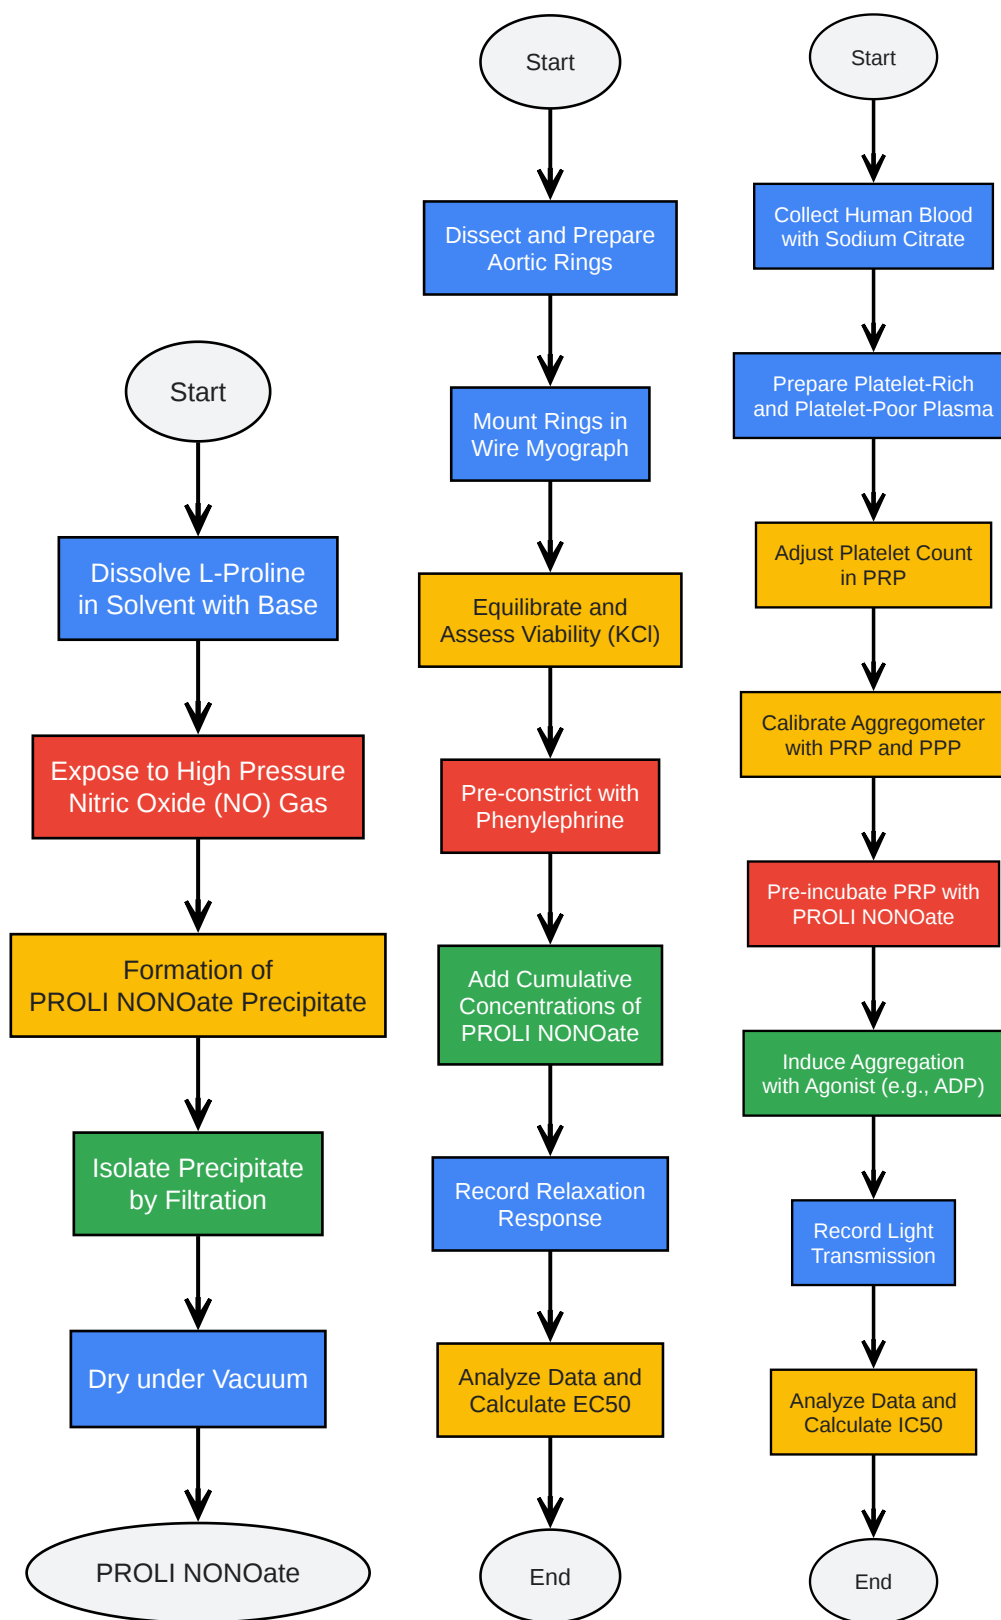 Start
Dissolve L-Proline
in Solvent with Base
Expose to High Pressure
Nitric Oxide (NO) Gas
Formation of
PROLI NONOate Precipitate
Isolate Precipitate
by Filtration
Dry under Vacuum
PROLI NONOate
Start
Dissect and Prepare
Aortic Rings
Mount Rings in
Wire Myograph
Equilibrate and
Assess Viability (KCl)
Pre-constrict with
Phenylephrine
Add Cumulative
Concentrations of
PROLI NONOate
Record Relaxation
Response
Analyze Data and
Calculate EC50
End
Start
Collect Human Blood
with Sodium Citrate
Prepare Platelet-Rich
and Platelet-Poor Plasma
Adjust Platelet Count
in PRP
Calibrate Aggregometer
with PRP and PPP
Pre-incubate PRP with
PROLI NONOate
Induce Aggregation
with Agonist (e.g., ADP)
Record Light
Transmission
Analyze Data and
Calculate IC50
End